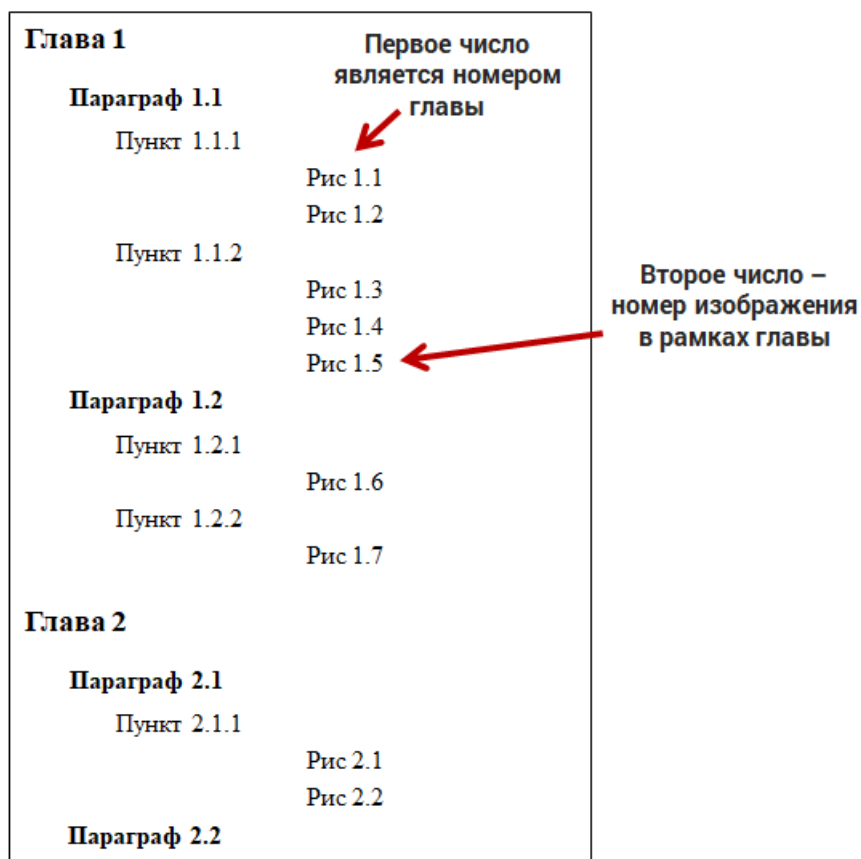 Глава 1
Первое число
является номером
главы
Параграф 1.1
Пункт 1.1.1
Рис 1.1
Рис 1.2
Пункт 1.1.2
Рис 1.3
Рис 1.4
Рис 1.5
Второе число –
номер изображения
в рамках главы
Параграф 1.2
Пункт 1.2.1
Рис 1.6
Пункт 1.2.2
Рис 1.7
Глава 2
Параграф 2.1
Пункт 2.1.1
Рис 2.1
Рис 2.2
Параграф 2.2